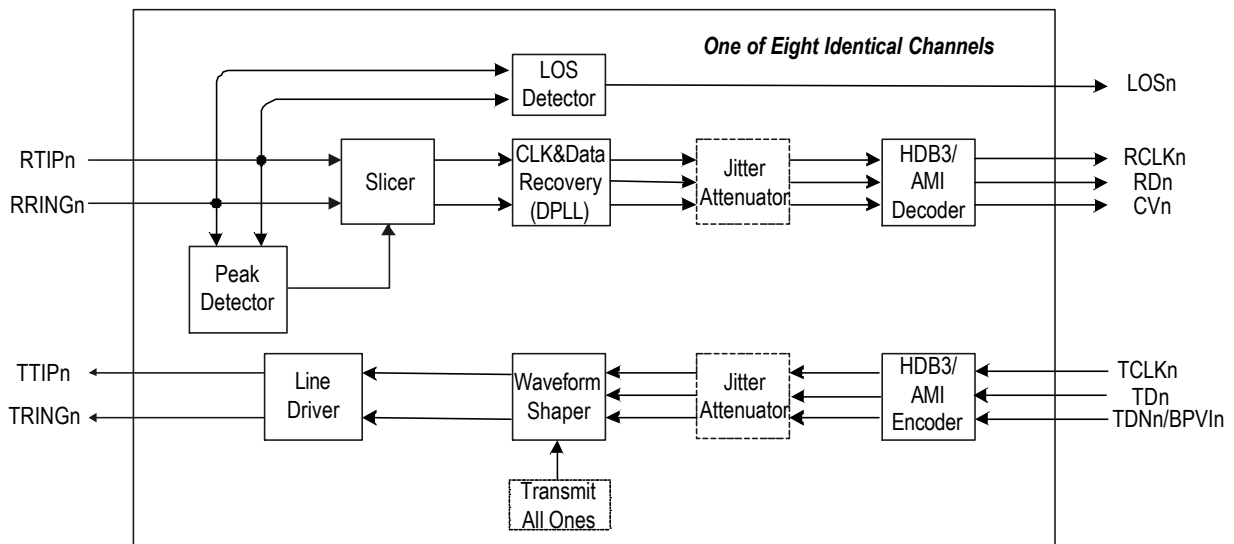 One of Eight Identical Channels
LOS
Detector
LOSn
RTIPn
RRINGn
Slicer
CLK&Data
Recovery
(DPLL)
Jitter
Attenuator
HDB3/
AMI
Decoder
RCLKn
RDn
CVn
Peak
Detector
TTIPn
TRINGn
Line
Driver
Waveform
Shaper
Jitter
Attenuator
HDB3/
AMI
Encoder
TCLKn
TDn
TDNn/BPVIn
Transmit
All Ones